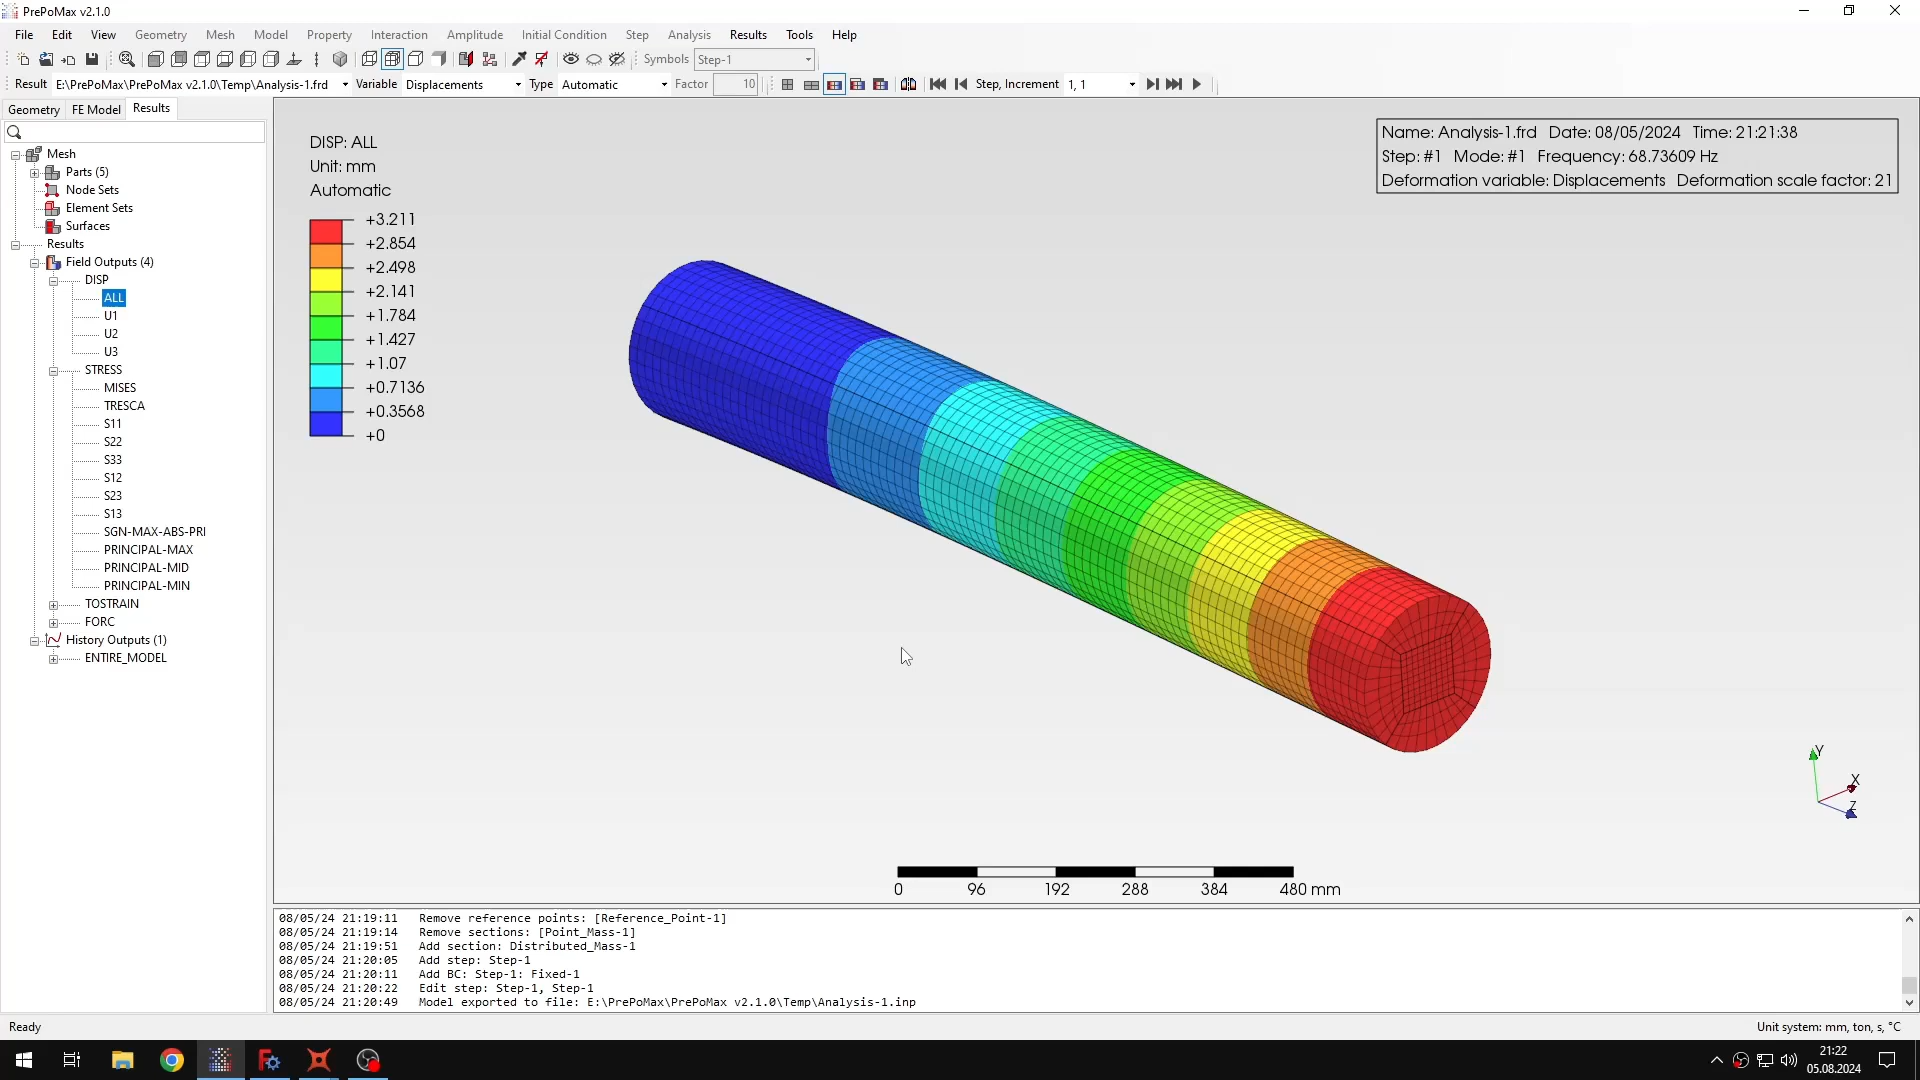 PrePoMax v2.1.0
File Edit View Geometry Mesh Model Property Interaction Amplitude Initial Condition Step Analysis Results Tools Help
Symbols Step-1
Result E:\PrePoMax\PrePoMax v2.1.0\Temp\Analysis-1.frd Variable Displacements Type Automatic Factor 10 Step, Increment 1, 1
Geometry FE Model Results
Mesh
Parts (5)
Node Sets
Element Sets
Surfaces
Results
Field Outputs (4)
DISP
ALL
U1
U2
U3
STRESS
MISES
TRESCA
S11
S22
S33
S12
S23
S13
SGN-MAX-ABS-PRI
PRINCIPAL-MAX
PRINCIPAL-MID
PRINCIPAL-MIN
TOSTRAIN
FORC
History Outputs (1)
ENTIRE_MODEL
DISP: ALL
Unit: mm
Automatic
+3.211
+2.854
+2.498
+2.141
+1.784
+1.427
+1.07
+0.7136
+0.3568
+0
Name: Analysis-1.frd Date: 08/05/2024 Time: 21:21:38
Step: #1 Mode: #1 Frequency: 68.73609 Hz
Deformation variable: Displacements Deformation scale factor: 21
Y
X
Z
0 96 192 288 384 480 mm
08/05/24 21:19:11 Remove reference points: [Reference_Point-1]
08/05/24 21:19:14 Remove sections: [Point_Mass-1]
08/05/24 21:19:51 Add section: Distributed_Mass-1
08/05/24 21:20:05 Add step: Step-1
08/05/24 21:20:11 Add BC: Step-1: Fixed-1
08/05/24 21:20:22 Edit step: Step-1, Step-1
08/05/24 21:20:49 Model exported to file: E:\PrePoMax\PrePoMax v2.1.0\Temp\Analysis-1.inp
Ready
Unit system: mm, ton, s, °C
21:22
05.08.2024